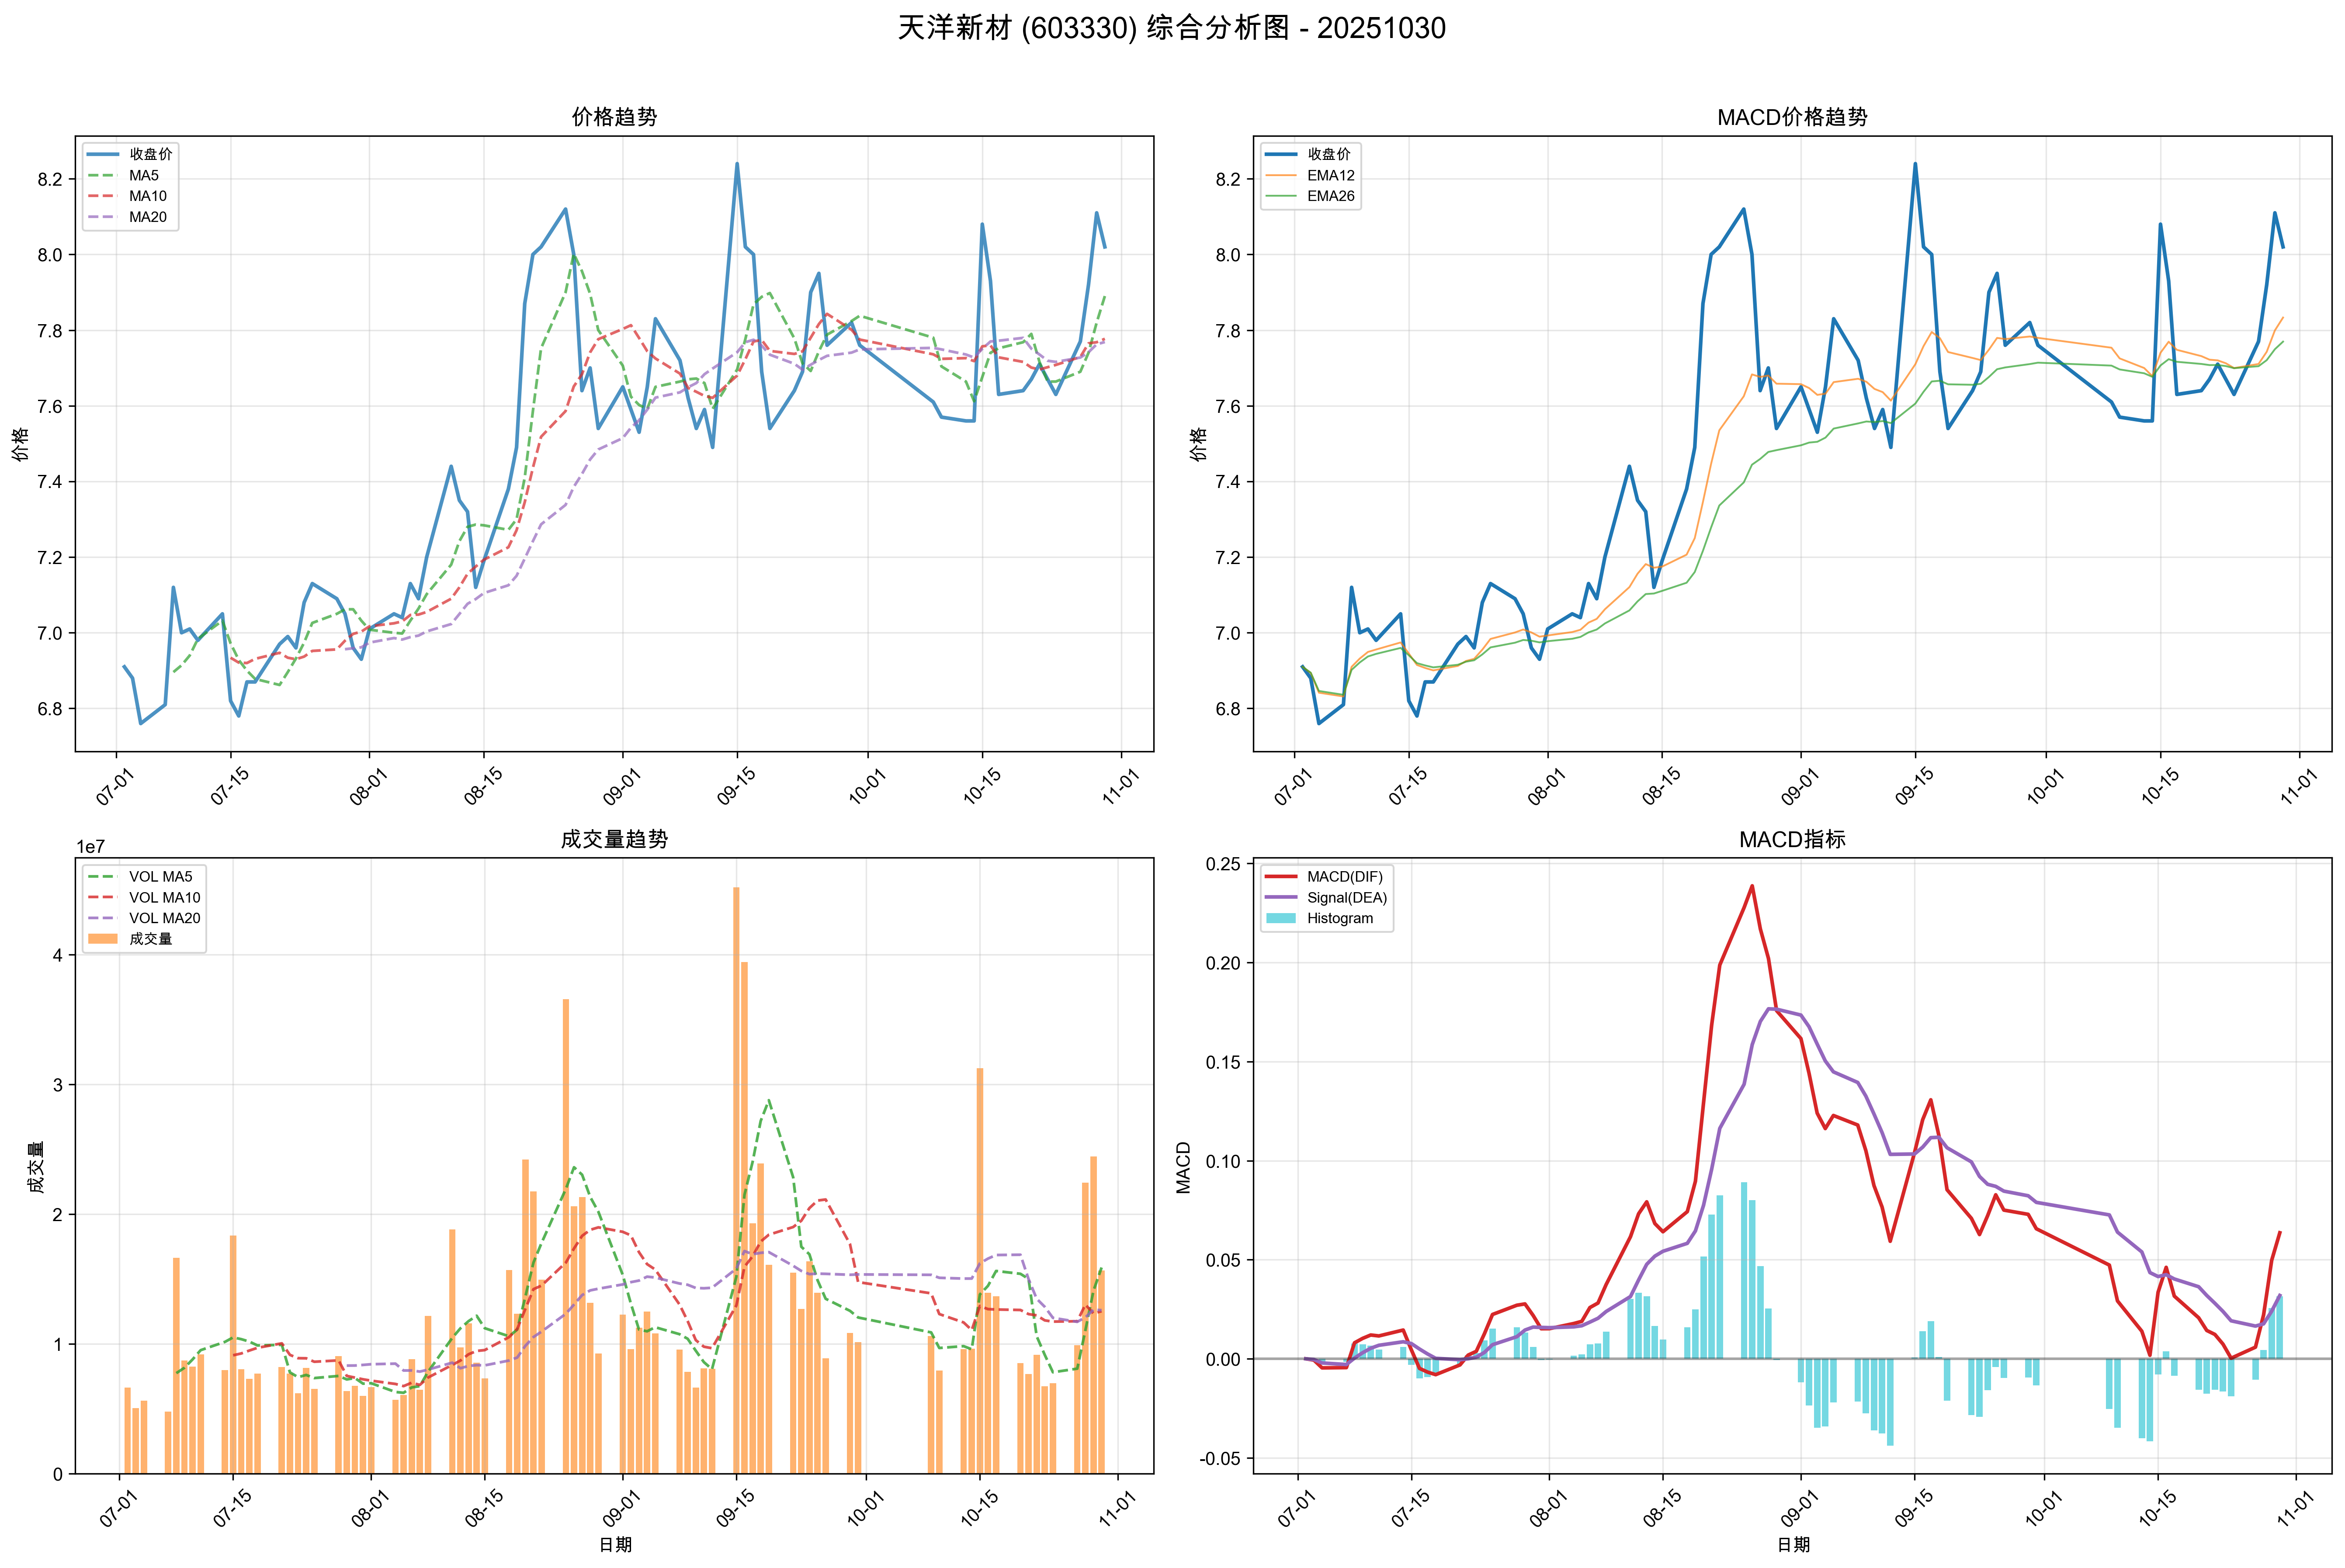 天洋新材 (603330) 综合分析图 - 20251030
价格趋势
收盘价
MA5
MA10
MA20
价格
8.2
8.0
7.8
7.6
7.4
7.2
7.0
6.8
07-01
07-15
08-01
08-15
09-01
09-15
10-01
10-15
11-01
MACD价格趋势
收盘价
EMA12
EMA26
价格
8.2
8.0
7.8
7.6
7.4
7.2
7.0
6.8
07-01
07-15
08-01
08-15
09-01
09-15
10-01
10-15
11-01
成交量趋势
1e7
VOL MA5
VOL MA10
VOL MA20
成交量
成交量
4
3
2
1
0
07-01
07-15
08-01
08-15
09-01
09-15
10-01
10-15
11-01
日期
MACD指标
MACD(DIF)
Signal(DEA)
Histogram
MACD
0.25
0.20
0.15
0.10
0.05
0.00
-0.05
07-01
07-15
08-01
08-15
09-01
09-15
10-01
10-15
11-01
日期